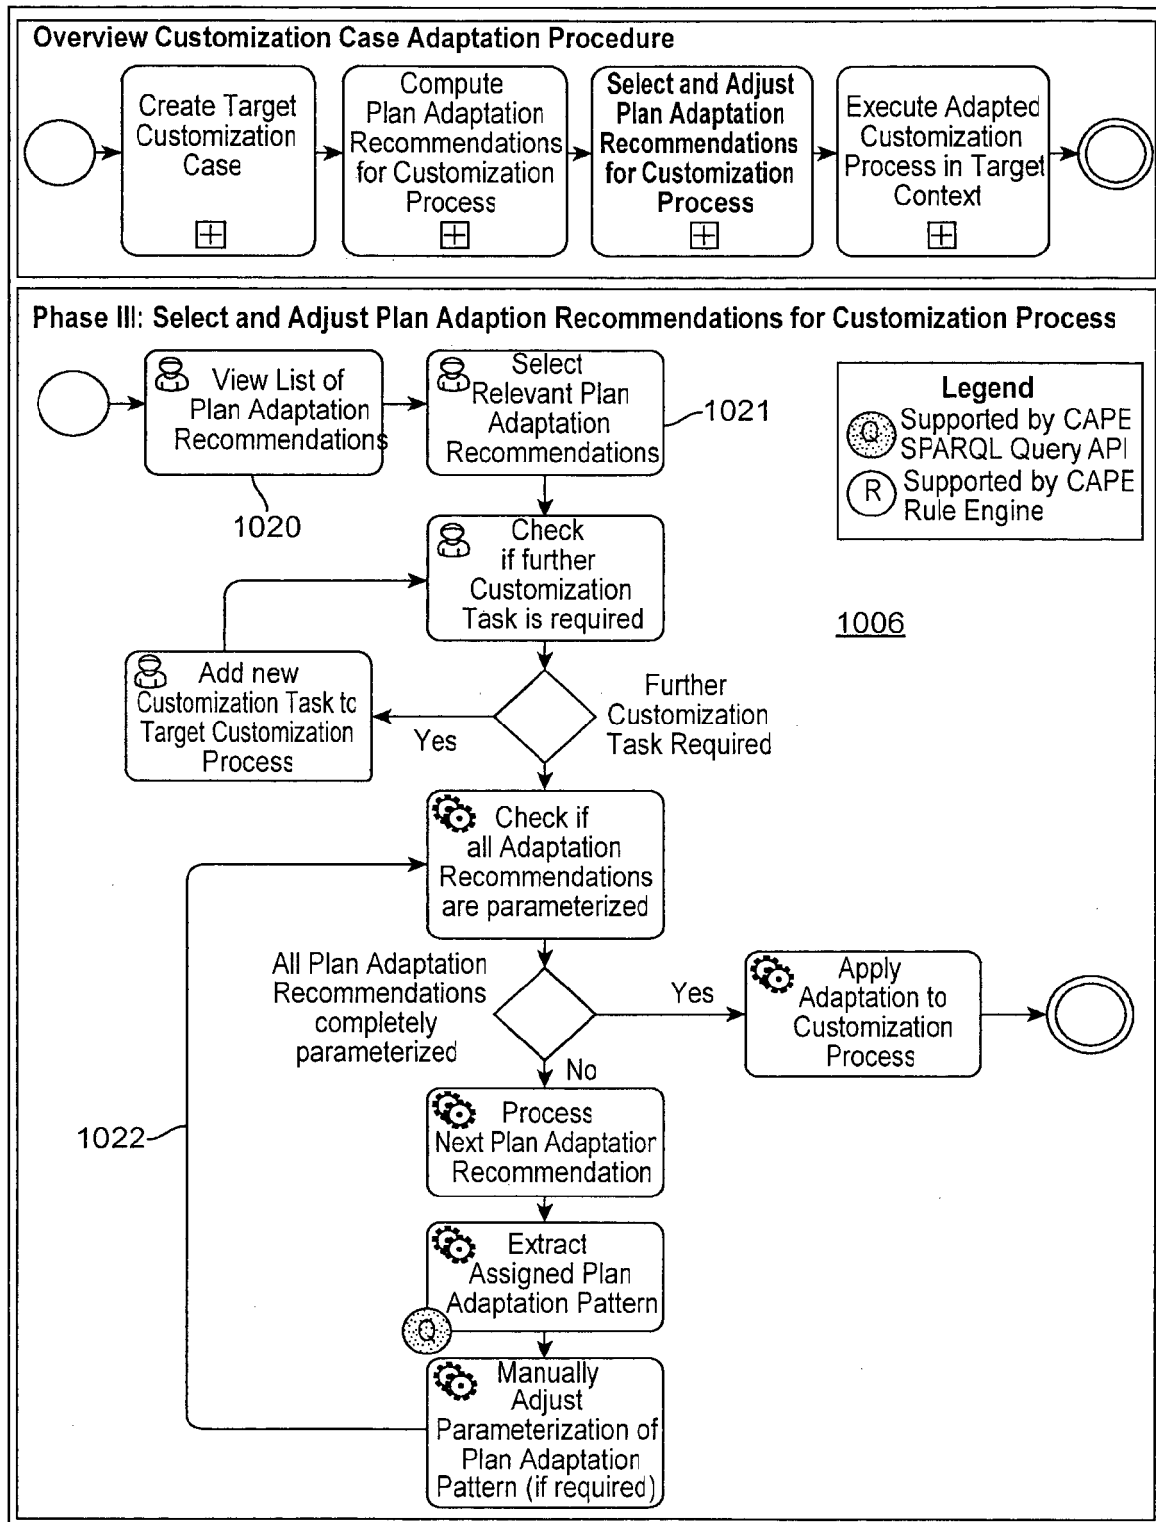 Overview Customization Case Adaptation Procedure
Create Target
Customization
Case
Compute
Plan Adaptation
Recommendations
for Customization
Process
Select and Adjust
Plan Adaptation
Recommendations
for Customization
Process
Execute Adapted
Customization
Process in Target
Context
Phase III: Select and Adjust Plan Adaption Recommendations for Customization Process
View List of
Plan Adaptation
Recommendations
1020
Select
Relevant Plan
Adaptation
Recommendations
1021
Legend
Q
Supported by CAPE
SPARQL Query API
R
Supported by CAPE
Rule Engine
1006
Check
if further
Customization
Task is required
Add new
Customization Task to
Target Customization
Process
Yes
Further
Customization
Task Required
Check if
all Adaptation
Recommendations
are parameterized
All Plan Adaptation
Recommendations
completely
parameterized
Yes
Apply
Adaptation to
Customization
Process
No
1022
Process
Next Plan Adaptation
Recommendation
Extract
Assigned Plan
Adaptation Pattern
Q
Manually
Adjust
Parameterization of
Plan Adaptation
Pattern (if required)